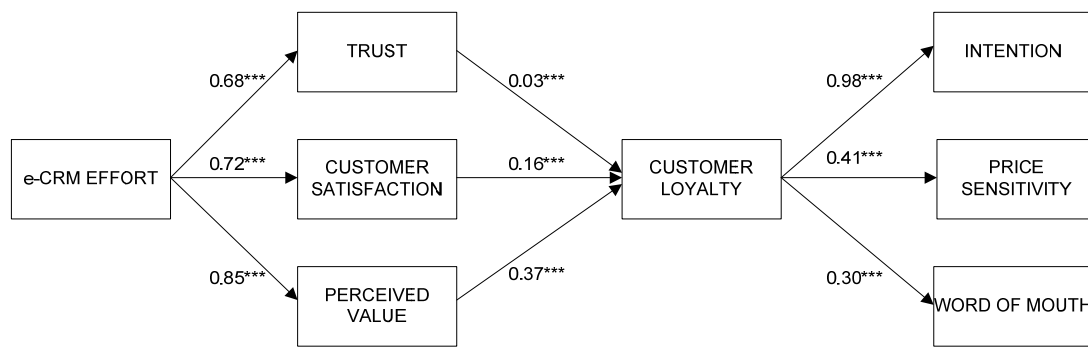 TRUST
INTENTION
0.68***
0.03***
0.98***
e-CRM EFFORT
0.72***
CUSTOMER
SATISFACTION
0.16***
CUSTOMER
LOYALTY
0.41***
PRICE
SENSITIVITY
0.85***
0.37***
0.30***
PERCEIVED
VALUE
WORD OF MOUTH